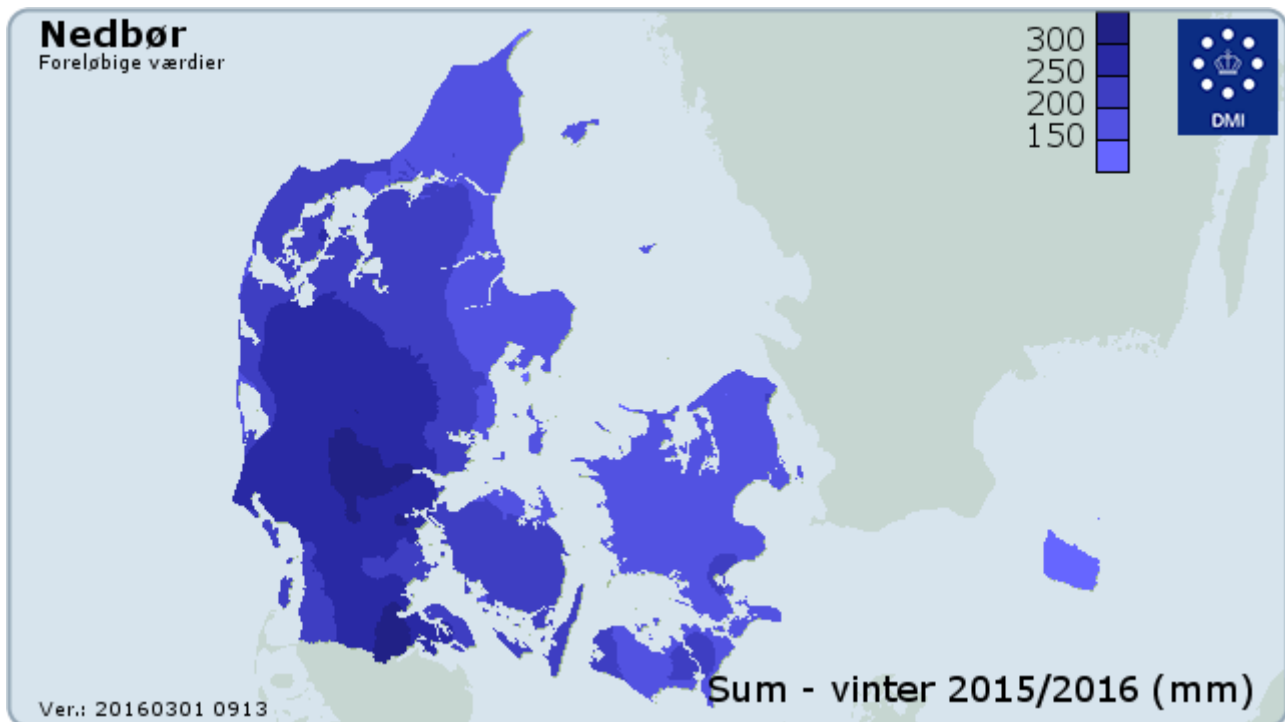 Nedbør
Foreløbige værdier
300
250
200
150
DMI
Sum - vinter 2015/2016 (mm)
Ver.: 20160301 0913